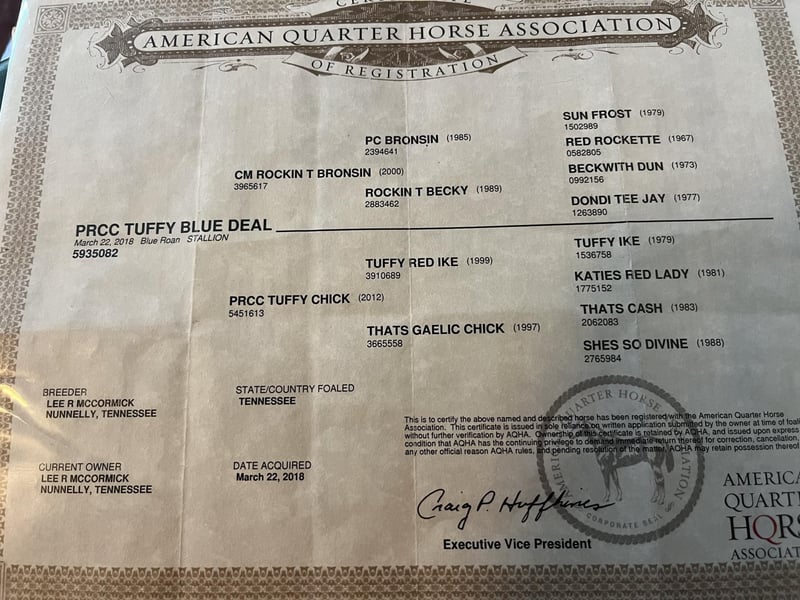 CERTIFICATE
AMERICAN QUARTER HORSE ASSOCIATION
OF REGISTRATION
SUN FROST (1979)
1502989
PC BRONSIN (1985)
2394641
RED ROCKETTE (1967)
0582805
CM ROCKIN T BRONSIN (2000)
3965617
BECKWITH DUN (1973)
0992156
ROCKIN T BECKY (1989)
2883462
DONDI TEE JAY (1977)
1263890
PRCC TUFFY BLUE DEAL
March 22, 2018 Blue Roan STALLION
5935082
TUFFY IKE (1979)
1536758
TUFFY RED IKE (1999)
3910689
KATIES RED LADY (1981)
1775152
PRCC TUFFY CHICK (2012)
5451613
THATS CASH (1983)
2062083
THATS GAELIC CHICK (1997)
3665558
SHES SO DIVINE (1988)
2765984
BREEDER
LEE R MCCORMICK
NUNNELLY, TENNESSEE
STATE/COUNTRY FOALED
TENNESSEE
CURRENT OWNER
LEE R MCCORMICK
NUNNELLY, TENNESSEE
DATE ACQUIRED
March 22, 2018
This is to certify the above named and described horse has been registered with the American Quarter Horse
Association. This certificate is issued in sole reliance on written application submitted by the owner at time of foali
without further verification by AQHA. Ownership of this certificate is retained by AQHA, and issued upon express
condition that AQHA has the continuing privilege to demand immediate return thereof for correction, cancellation,
any other official reason AQHA rules, and pending resolution of the matter, AQHA may retain possession thereof
Craig P. Huffhines
Executive Vice President
CORPORATE SEAL
AMERICA
QUARTE
HORS
ASSOCIAT